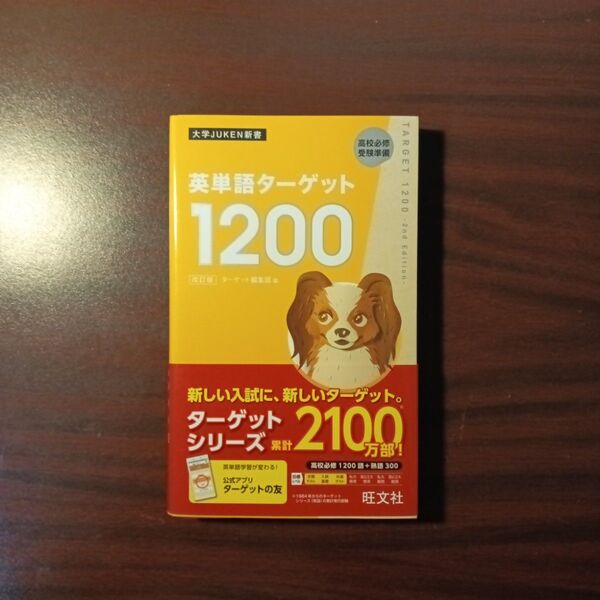 大学JUKEN新書
高校必修
受験準備
TARGET 1200 -2nd Edition-
英単語ターゲット
1200
改訂版 ターゲット編集部 編
新しい入試に、新しいターゲット。
ターゲット
シリーズ 累計 2100万部!
英単語学習が変わる!
公式アプリ
ターゲットの友
高校必修1200語+熟語300
旺文社